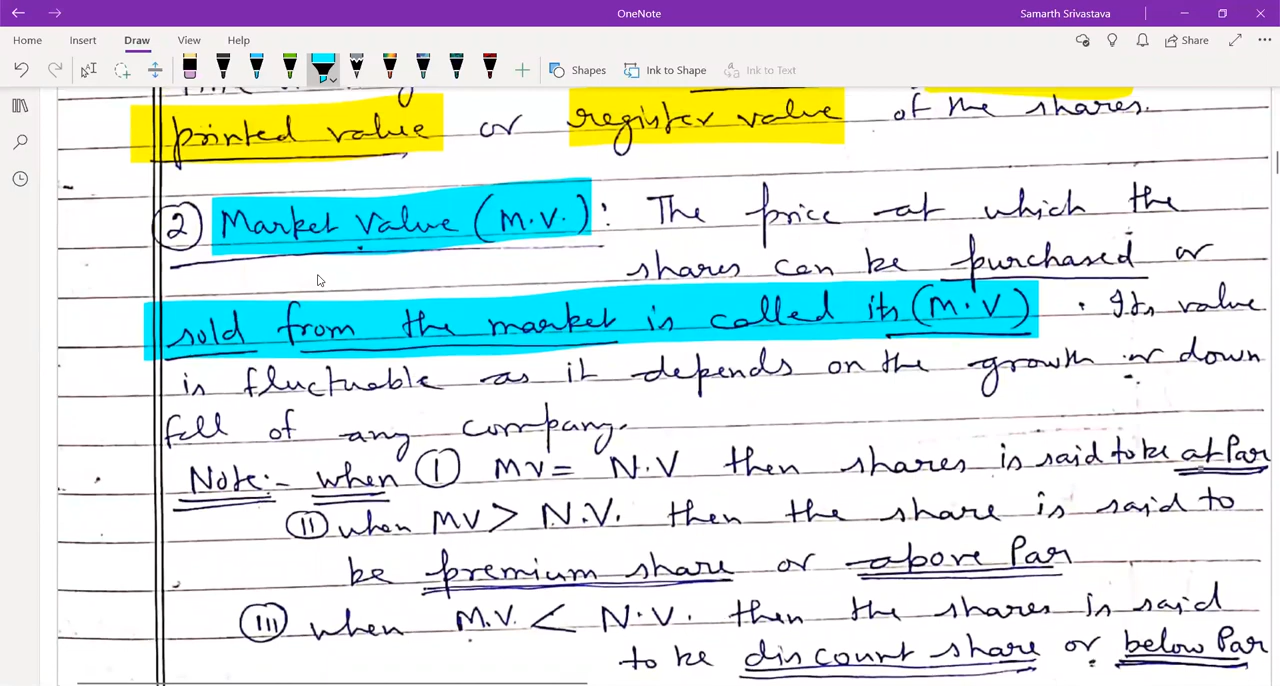 OneNote
Samarth Srivastava
Home Insert Draw View Help
Share
Shapes Ink to Shape Ink to Text
printed value or register value of the shares.
② Market Value (M.V.) : The price at which the
shares can be purchased or
sold from the market is called its (M.V) . Its value
is fluctuable as it depends on the growth or down
fell of any company.
Note:- when Ⓘ MV = N.V then shares is said to be at Par
ⓘⓘ when MV > N.V. then the share is said to
be premium share or above Par
ⓘⓘⓘ when M.V. < N.V. then the shares is said
to be discount share or below Par